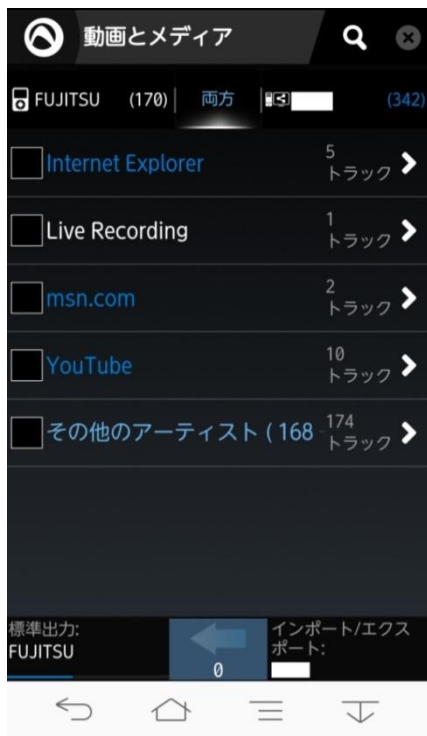 動画とメディア
FUJITSU (170) 両方 (342)
Internet Explorer 5 トラック
Live Recording 1 トラック
msn.com 2 トラック
YouTube 10 トラック
その他のアーティスト ( 168 174 トラック
標準出力:
FUJITSU
0
インポート/エクス
ポート: